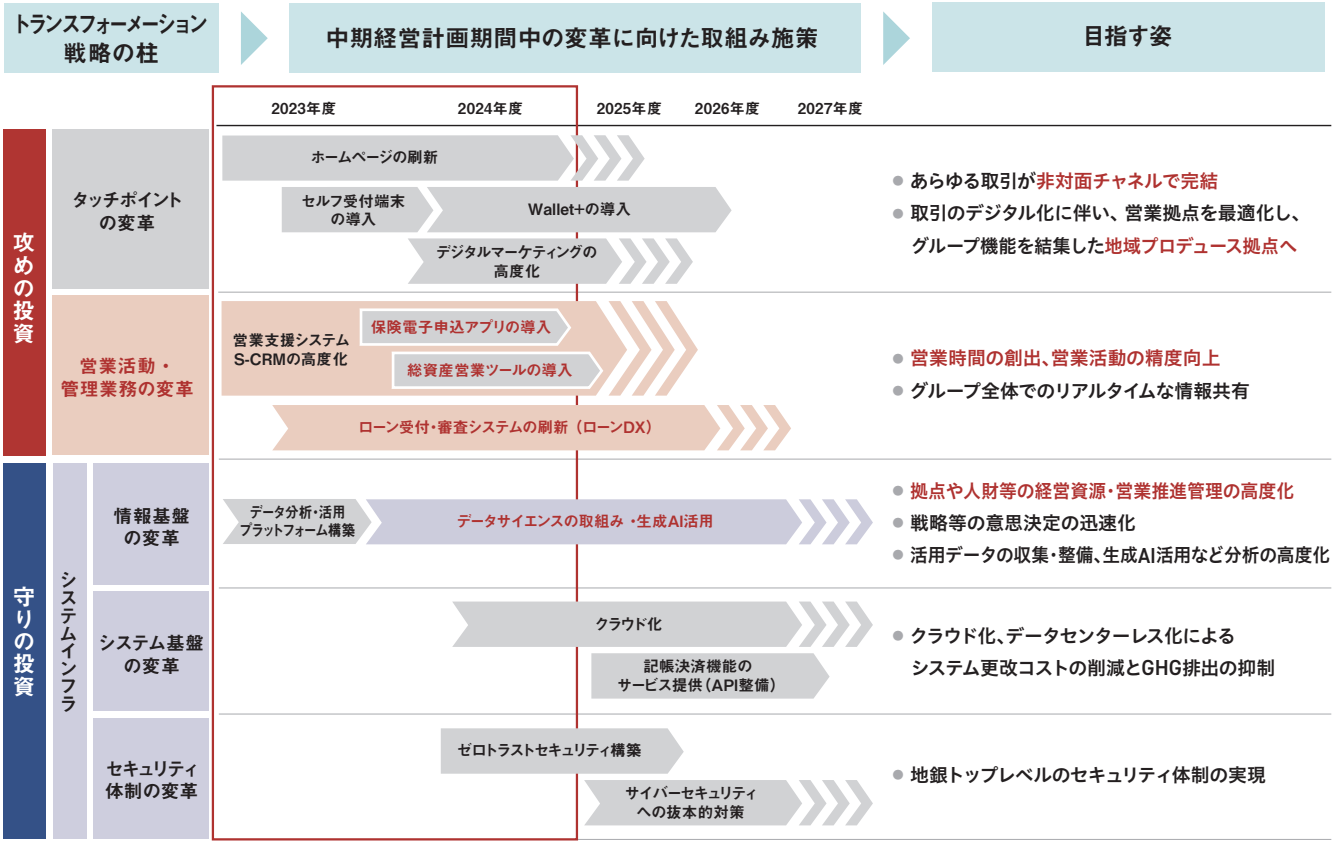 トランスフォーメーション
戦略の柱
中期経営計画期間中の変革に向けた取組み施策
目指す姿
2023年度
2024年度
2025年度
2026年度
2027年度
攻めの投資
タッチポイント
の変革
ホームページの刷新
セルフ受付端末
の導入
Wallet+の導入
デジタルマーケティングの
高度化
● あらゆる取引が非対面チャネルで完結
● 取引のデジタル化に伴い、営業拠点を最適化し、
グループ機能を結集した地域プロデュース拠点へ
営業活動・
管理業務の変革
営業支援システム
S-CRMの高度化
保険電子申込アプリの導入
総資産営業ツールの導入
ローン受付・審査システムの刷新（ローンDX）
● 営業時間の創出、営業活動の精度向上
● グループ全体でのリアルタイムな情報共有
守りの投資
システムインフラ
情報基盤
の変革
データ分析・活用
プラットフォーム構築
データサイエンスの取組み・生成AI活用
● 拠点や人財等の経営資源・営業推進管理の高度化
● 戦略等の意思決定の迅速化
● 活用データの収集・整備、生成AI活用など分析の高度化
システム基盤
の変革
クラウド化
記帳決済機能の
サービス提供（API整備）
● クラウド化、データセンターレス化による
システム更改コストの削減とGHG排出の抑制
セキュリティ
体制の変革
ゼロトラストセキュリティ構築
サイバーセキュリティ
への抜本的対策
● 地銀トップレベルのセキュリティ体制の実現